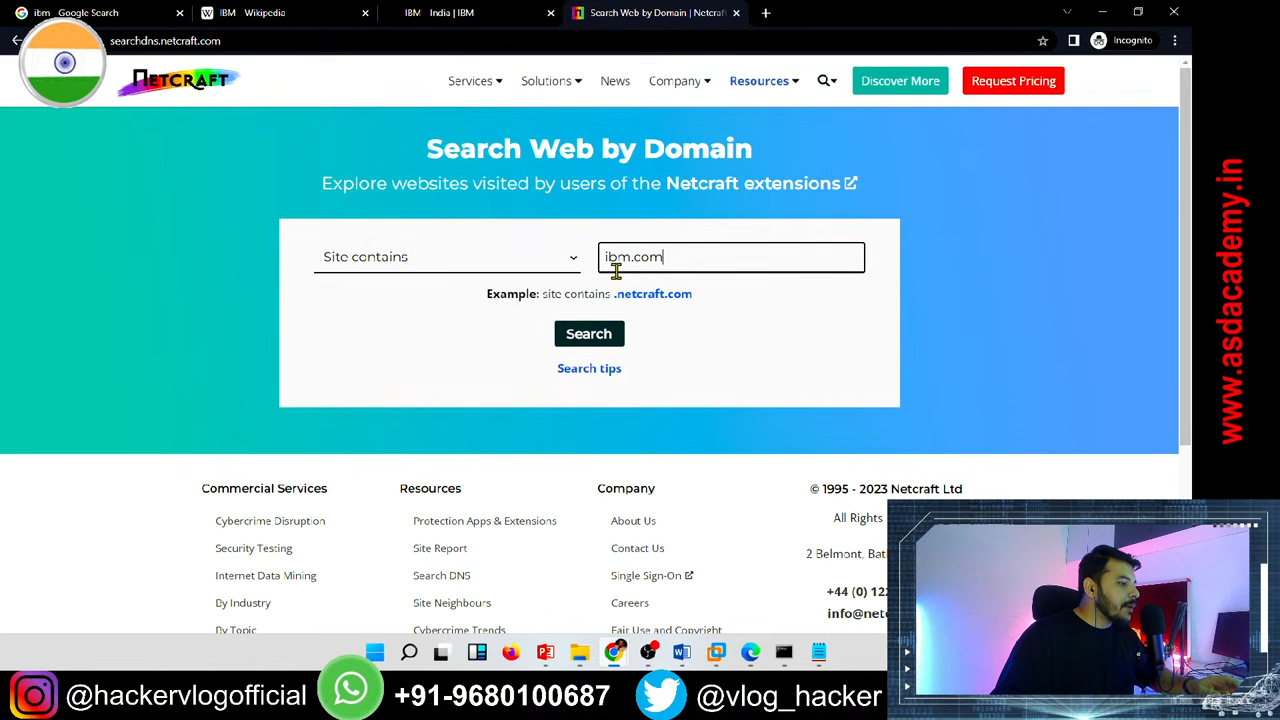 ibm - Google Search
IBM - Wikipedia
IBM - India | IBM
Search Web by Domain | Netcraft
searchdns.netcraft.com
Incognito
NETCRAFT
Services
Solutions
News
Company
Resources
Discover More
Request Pricing
Search Web by Domain
Explore websites visited by users of the Netcraft extensions
Site contains
ibm.com
Example: site contains .netcraft.com
Search
Search tips
Commercial Services
Resources
Company
© 1995 - 2023 Netcraft Ltd
Cybercrime Disruption
Protection Apps & Extensions
About Us
All Rights
Security Testing
Site Report
Contact Us
2 Belmont, Bat
Internet Data Mining
Search DNS
Single Sign-On
By Industry
Site Neighbours
Careers
+44 (0) 12
info@net
By Topic
Cybercrime Trends
Fair Use and Copyright
www.asdacademy.in
@hackervlogofficial
+91-9680100687
@vlog_hacker